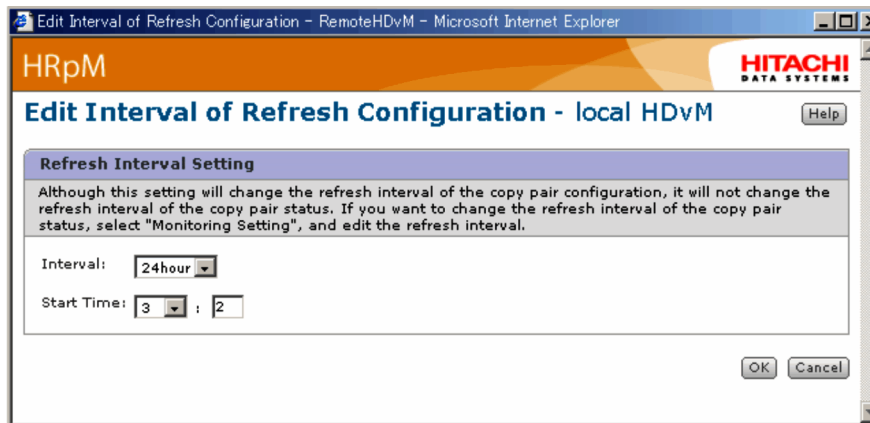 Edit Interval of Refresh Configuration - RemoteHDvM - Microsoft Internet Explorer
HRpM
HITACHI
DATA SYSTEMS
Edit Interval of Refresh Configuration - local HDvM
Help
Refresh Interval Setting
Although this setting will change the refresh interval of the copy pair configuration, it will not change the
refresh interval of the copy pair status. If you want to change the refresh interval of the copy pair
status, select "Monitoring Setting", and edit the refresh interval.
Interval: 24hour
Start Time: 3 : 2
OK Cancel